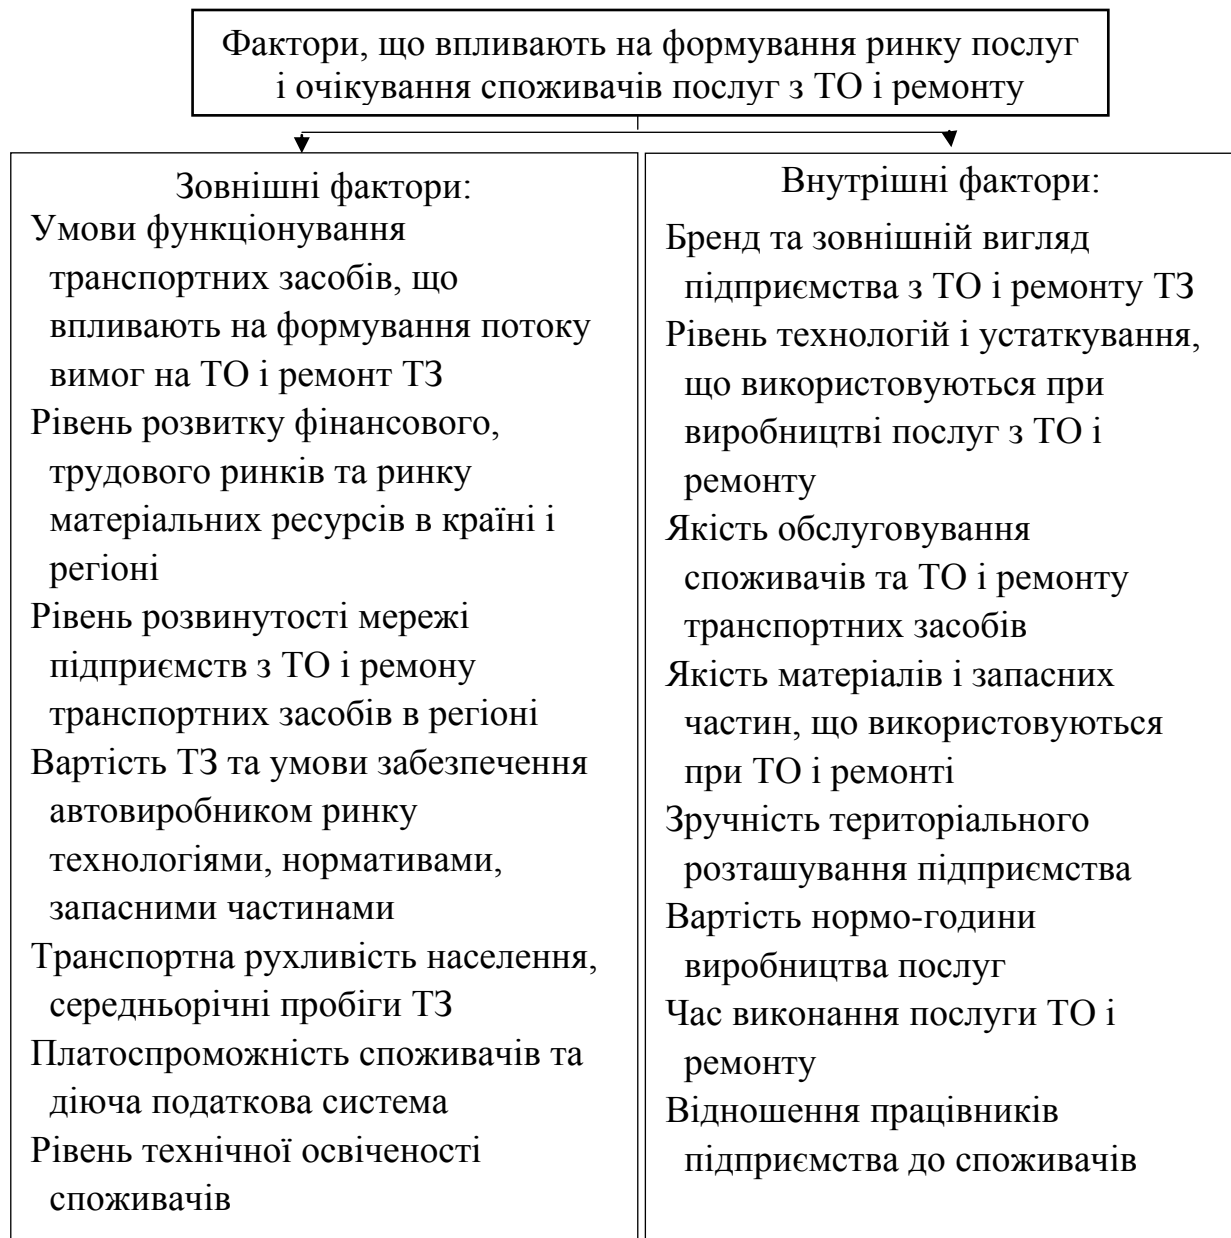 Фактори, що впливають на формування ринку послуг
і очікування споживачів послуг з ТО і ремонту
Зовнішні фактори:
Умови функціонування
транспортних засобів, що
впливають на формування потоку
вимог на ТО і ремонт ТЗ
Рівень розвитку фінансового,
трудового ринків та ринку
матеріальних ресурсів в країні і
регіоні
Рівень розвинутості мережі
підприємств з ТО і ремону
транспортних засобів в регіоні
Вартість ТЗ та умови забезпечення
автовиробником ринку
технологіями, нормативами,
запасними частинами
Транспортна рухливість населення,
середньорічні пробіги ТЗ
Платоспроможність споживачів та
діюча податкова система
Рівень технічної освіченості
споживачів
Внутрішні фактори:
Бренд та зовнішній вигляд
підприємства з ТО і ремонту ТЗ
Рівень технологій і устаткування,
що використовуються при
виробництві послуг з ТО і
ремонту
Якість обслуговування
споживачів та ТО і ремонту
транспортних засобів
Якість матеріалів і запасних
частин, що використовуються
при ТО і ремонті
Зручність територіального
розташування підприємства
Вартість нормо-години
виробництва послуг
Час виконання послуги ТО і
ремонту
Відношення працівників
підприємства до споживачів